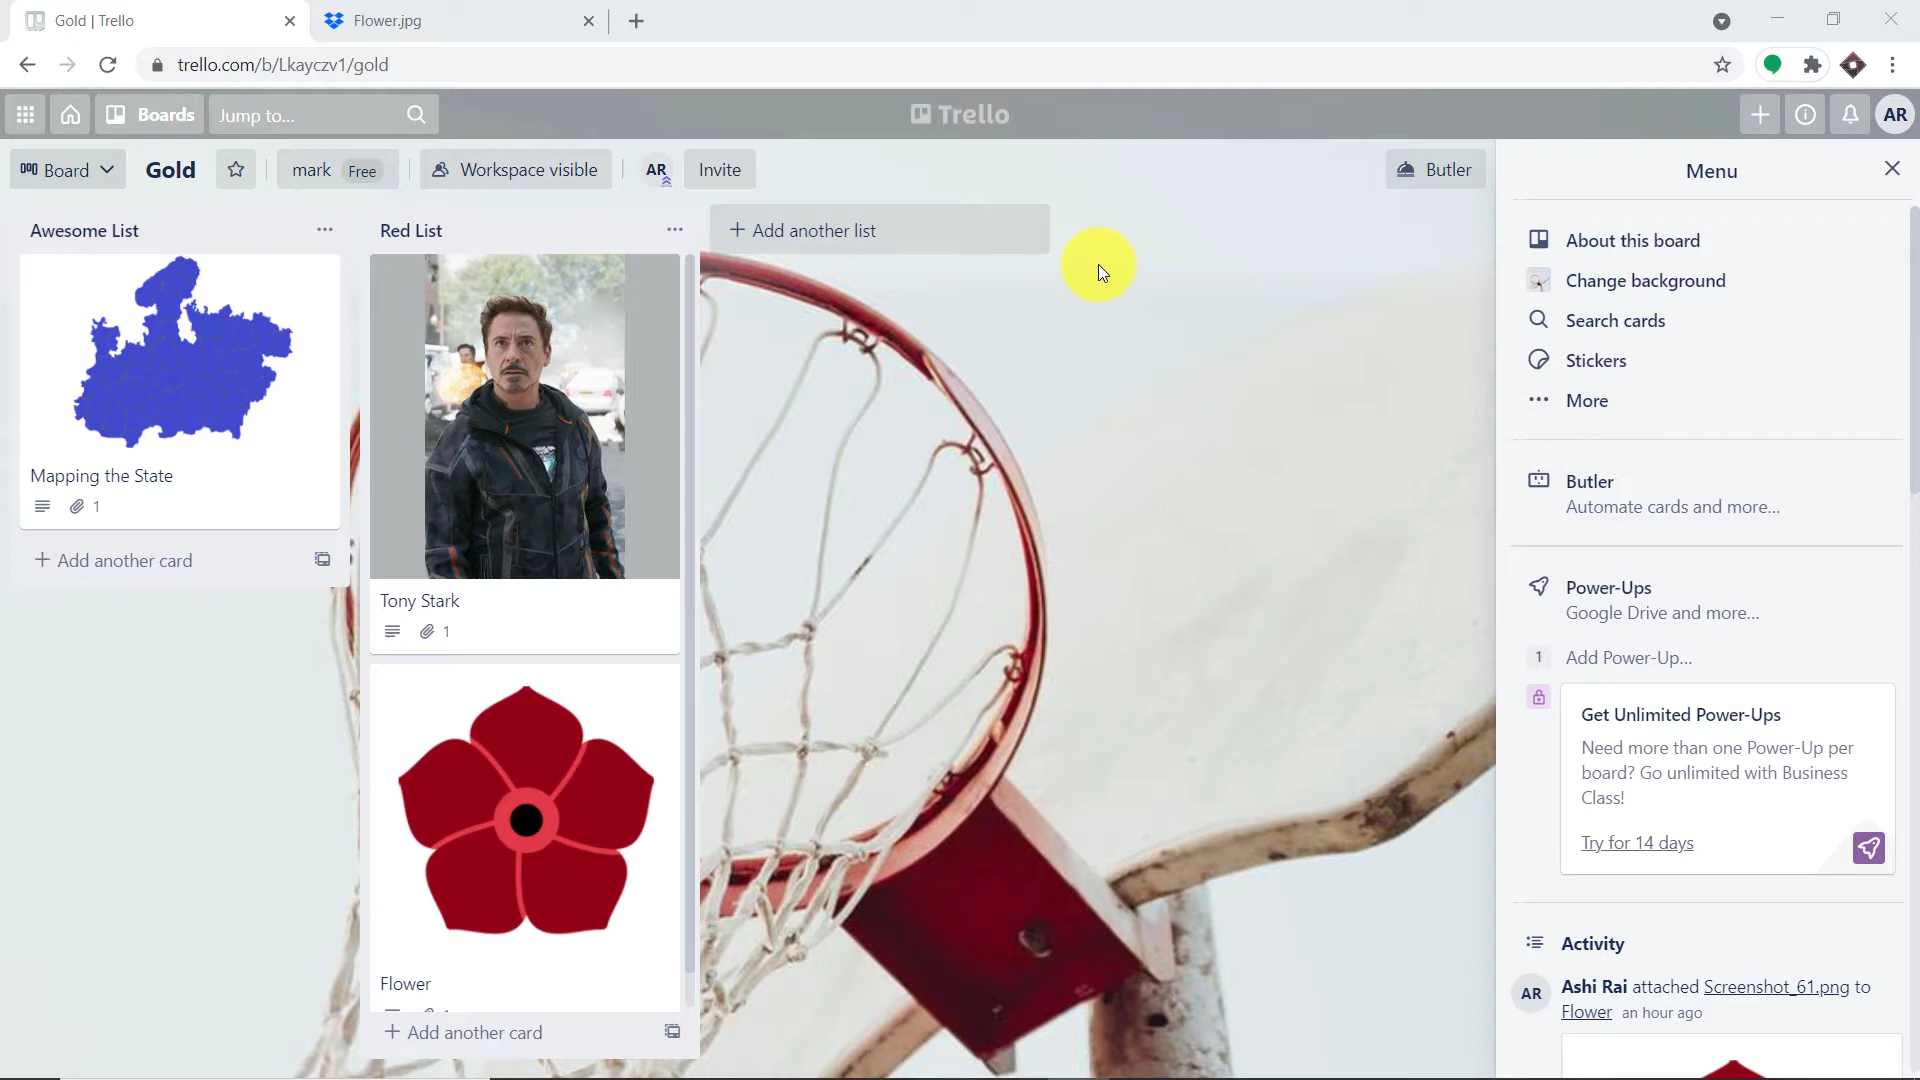 Gold | Trello
Flower.jpg
trello.com/b/Lkayczv1/gold
Boards
Jump to...
Trello
AR
Board
Gold
mark Free
Workspace visible
AR
Invite
Butler
Menu
Awesome List
Mapping the State
1
+ Add another card
Red List
Tony Stark
1
Flower
+ Add another card
+ Add another list
About this board
Change background
Search cards
Stickers
More
Butler
Automate cards and more...
Power-Ups
Google Drive and more...
1 Add Power-Up...
Get Unlimited Power-Ups
Need more than one Power-Up per
board? Go unlimited with Business
Class!
Try for 14 days
Activity
AR
Ashi Rai attached Screenshot_61.png to
Flower an hour ago